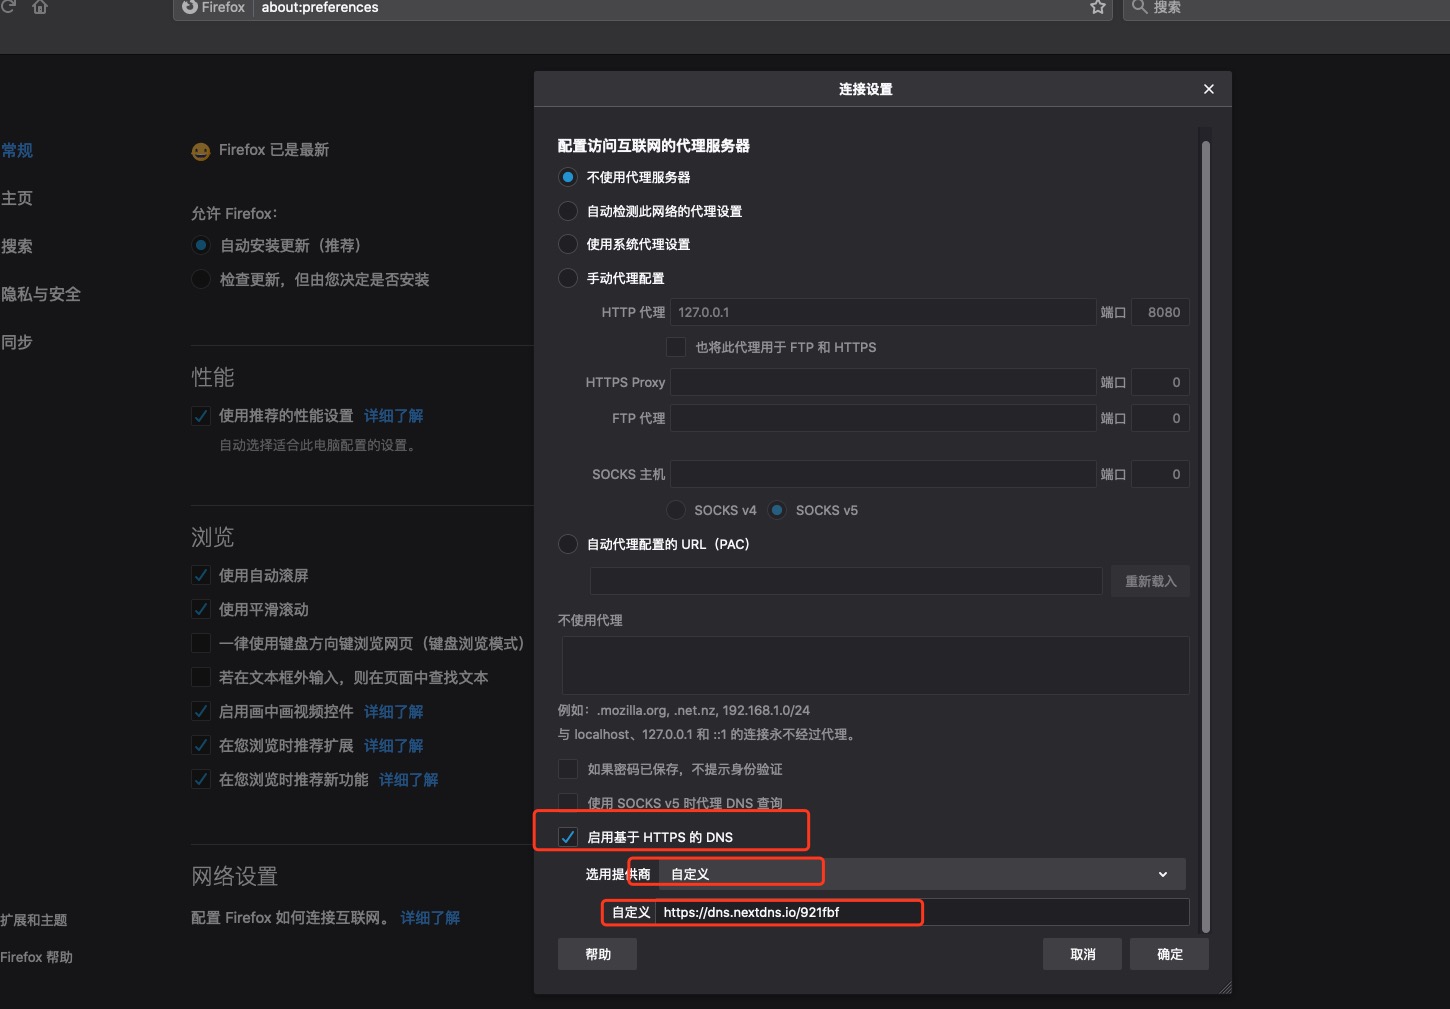 Firefox
about:preferences
搜索
常规
主页
搜索
隐私与安全
同步
扩展和主题
Firefox 帮助
Firefox 已是最新
允许 Firefox：
自动安装更新（推荐）
检查更新，但由您决定是否安装
性能
使用推荐的性能设置 详细了解
自动选择适合此电脑配置的设置。
浏览
使用自动滚屏
使用平滑滚动
一律使用键盘方向键浏览网页（键盘浏览模式）
若在文本框外输入，则在页面中查找文本
启用画中画视频控件 详细了解
在您浏览时推荐扩展 详细了解
在您浏览时推荐新功能 详细了解
网络设置
配置 Firefox 如何连接互联网。 详细了解
连接设置
配置访问互联网的代理服务器
不使用代理服务器
自动检测此网络的代理设置
使用系统代理设置
手动代理配置
HTTP 代理 127.0.0.1 端口 8080
也将此代理用于 FTP 和 HTTPS
HTTPS Proxy 端口 0
FTP 代理 端口 0
SOCKS 主机 端口 0
SOCKS v4 SOCKS v5
自动代理配置的 URL（PAC）
重新载入
不使用代理
例如：.mozilla.org, .net.nz, 192.168.1.0/24
与 localhost、127.0.0.1 和 ::1 的连接永不经过代理。
如果密码已保存，不提示身份验证
使用 SOCKS v5 时代理 DNS 查询
启用基于 HTTPS 的 DNS
选用提供商 自定义
自定义 https://dns.nextdns.io/921fbf
帮助 取消 确定